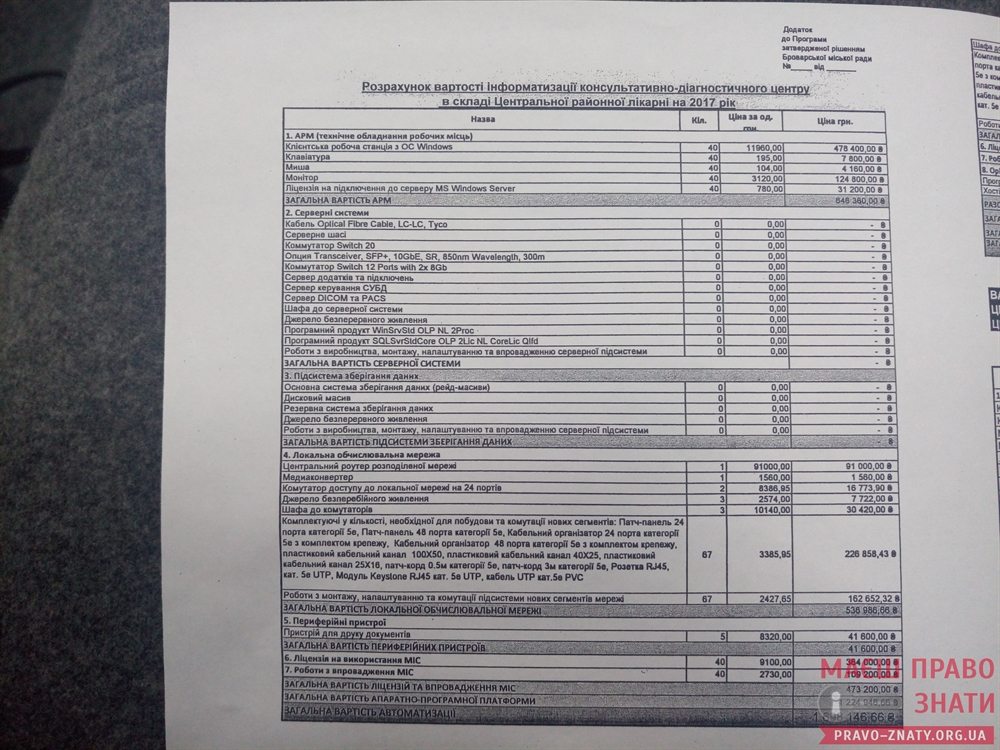 Додаток
до Програми
затвердженої рішенням
Броварської міської ради
№____ від ______
Розрахунок вартості інформатизації консультативно-діагностичного центру
в складі Центральної районної лікарні на 2017 рік
Назва Кіл. Ціна за од. грн. Ціна грн.
1. АРМ (технічне обладнання робочих місць)
Клієнтська робоча станція з ОС Windows 40 11960,00 478 400,00 ₴
Клавіатура 40 195,00 7 800,00 ₴
Миша 40 104,00 4 160,00 ₴
Монітор 40 3120,00 124 800,00 ₴
Ліцензія на підключення до серверу MS Windows Server 40 780,00 31 200,00 ₴
ЗАГАЛЬНА ВАРТІСТЬ АРМ 646 360,00 ₴
2. Серверні системи
Кабель Optical Fibre Cable, LC-LC, Tyco 0 0,00 - ₴
Серверне шасі 0 0,00 - ₴
Коммутатор Switch 20 0 0,00 - ₴
Опция Transceiver, SFP+, 10GbE, SR, 850nm Wavelength, 300m 0 0,00 - ₴
Коммутатор Switch 12 Ports with 2x 8Gb 0 0,00 - ₴
Сервер додатків та підключень 0 0,00 - ₴
Сервер керування СУБД 0 0,00 - ₴
Сервер DICOM та PACS 0 0,00 - ₴
Шафа до серверної системи 0 0,00 - ₴
Джерело безперервного живлення 0 0,00 - ₴
Програмний продукт WinSrvStd OLP NL 2Proc 0 0,00 - ₴
Програмний продукт SQLSvrStdCore OLP 2Lic NL CoreLic Qlfd 0 0,00 - ₴
Роботи з виробництва, монтажу, налаштуванню та впровадженню серверної підсистеми 0 0,00 - ₴
ЗАГАЛЬНА ВАРТІСТЬ СЕРВЕРНОЇ СИСТЕМИ - ₴
3. Підсистема зберігання даних
Основна система зберігання даних (рейд-масиви) 0 0,00 - ₴
Дисковий масив 0 0,00 - ₴
Резервна система зберігання даних 0 0,00 - ₴
Джерело безперервного живлення 0 0,00 - ₴
Роботи з виробництва, монтажу, налаштуванню та впровадженню серверної підсистеми 0 0,00 - ₴
ЗАГАЛЬНА ВАРТІСТЬ ПІДСИСТЕМИ ЗБЕРІГАННЯ ДАНИХ - ₴
4. Локальна обчислювальна мережа
Центральний роутер розподіленої мережі 1 91000,00 91 000,00 ₴
Медиаконвертер 1 1560,00 1 560,00 ₴
Комутатор доступу до локальної мережі на 24 портів 2 8386,95 16 773,90 ₴
Джерело безперебійного живлення 3 2574,00 7 722,00 ₴
Шафа до комутаторів 3 10140,00 30 420,00 ₴
Комплектуючі у кількості, необхідної для побудови та комутації нових сегментів: Патч-панель 24
порта категорії 5е, Патч-панель 48 порта категорії 5е, Кабельний організатор 24 порта категорії
5е з комплектом крепежу, Кабельний організатор 48 порта категорії 5е з комплектом крепежу,
пластиковий кабельний канал 100Х50, пластиковий кабельний канал 40Х25, пластиковий
кабельний канал 25Х16, патч-корд 0.5м категорії 5е, патч-корд 3м категорії 5е, Розетка RJ45,
кат. 5е UTP, Модуль Keystone RJ45 кат. 5е UTP, кабель UTP кат.5е PVC 67 3385,95 226 858,43 ₴
Роботи з монтажу, налаштуванню та комутації підсистеми нових сегментів мережі 67 2427,65 162 652,32 ₴
ЗАГАЛЬНА ВАРТІСТЬ ЛОКАЛЬНОЇ ОБЧИСЛЮВАЛЬНОЇ МЕРЕЖІ 536 986,66 ₴
5. Периферійні пристрої
Пристрій для друку документів 5 8320,00 41 600,00 ₴
ЗАГАЛЬНА ВАРТІСТЬ ПЕРИФЕРІЙНИХ ПРИСТРОЇВ 41 600,00 ₴
6. Ліцензія на використання МІС 40 9100,00 364 000,00 ₴
7. Роботи з впровадження МІС 40 2730,00 109 200,00 ₴
ЗАГАЛЬНА ВАРТІСТЬ ЛІЦЕНЗІЙ ТА ВПРОВАДЖЕННЯ МІС 473 200,00 ₴
ЗАГАЛЬНА ВАРТІСТЬ АПАРАТНО-ПРОГРАМНОЇ ПЛАТФОРМИ
ЗАГАЛЬНА ВАРТІСТЬ АВТОМАТИЗАЦІЇ
МАЄШ ПРАВО
ЗНАТИ
PRAVO-ZNATY.ORG.UA